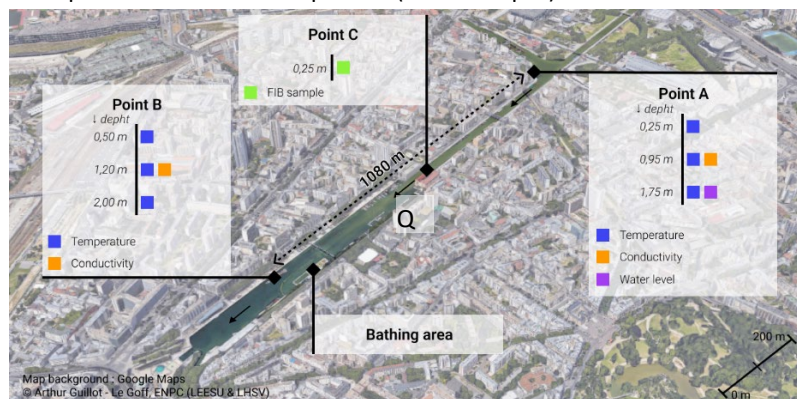 Point C
0,25 m
FIB sample
Point B
↓ depht
0,50 m
1,20 m
2,00 m
Temperature
Conductivity
Point A
↓ depht
0,25 m
0,95 m
1,75 m
Temperature
Conductivity
Water level
1080 m
Q
Bathing area
200 m
0 m
Map background : Google Maps
© Arthur Guillot - Le Goff, ENPC (LEESU & LHSV)